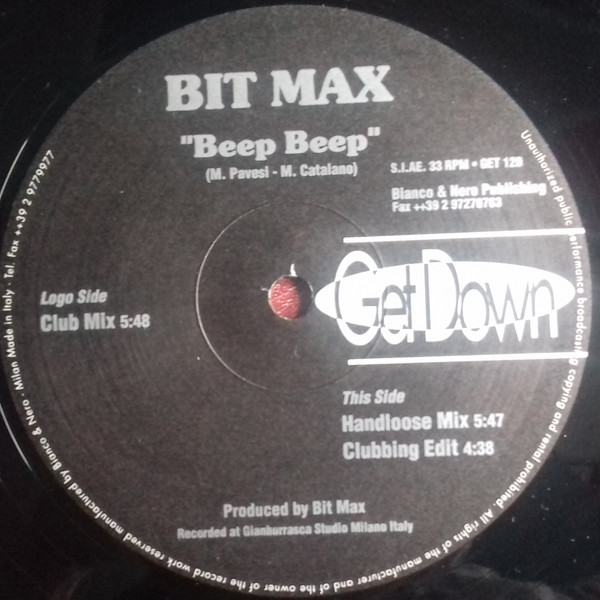 BIT MAX
"Beep Beep"
(M. Pavesi - M. Catalano)
S.I.AE. 33 RPM • GET 129
Bianco & Nero Publishing
Fax ++39 2 97278763
Get Down
Logo Side
Club Mix 5:48
This Side
Handloose Mix 5:47
Clubbing Edit 4:38
Produced by Bit Max
Recorded at Gianburrasca Studio Milano Italy
Unauthorized public performance broadcasting copying and rental prohibited. All rights of the manufacturer and of the owner of the record work reserved manufactured by Bianco & Nero - Milan Made in Italy - Tel. Fax ++39 2 9779977